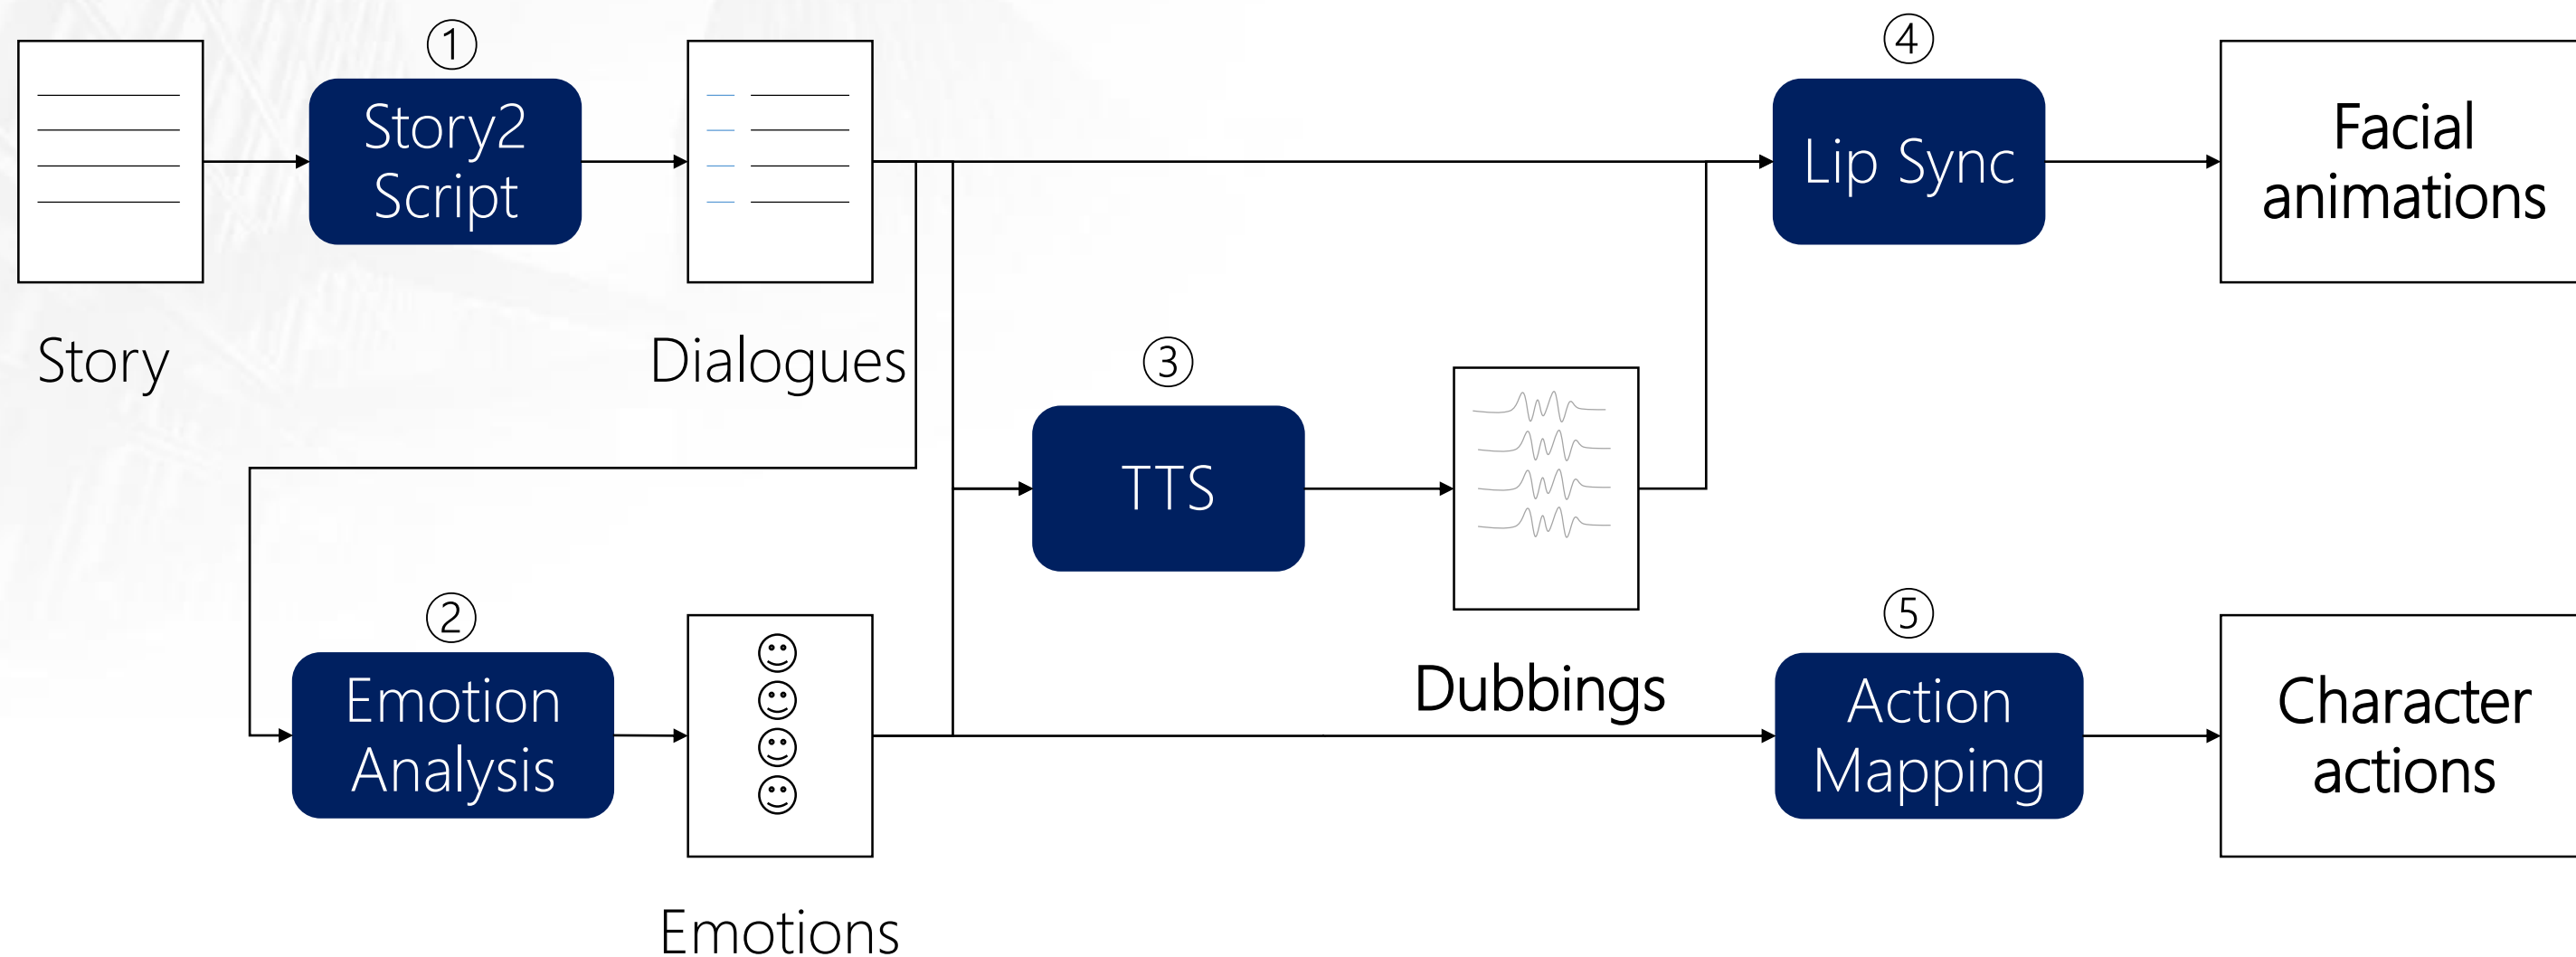 ①
Story2
Script
Story
Dialogues
②
Emotion
Analysis
Emotions
③
TTS
Dubbings
④
Lip Sync
Facial
animations
⑤
Action
Mapping
Character
actions